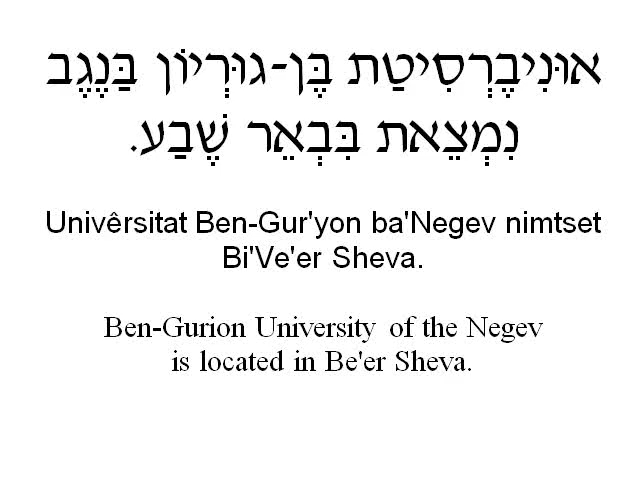 אוּנִיבֶרְסִיטַת בֶּן-גוּרְיוֹן בַּנֶגֶב
נִמְצֵאת בִּבְאֵר שֶׁבַע.
Univêrsitat Ben-Gur'yon ba'Negev nimtset
Bi'Ve'er Sheva.
Ben-Gurion University of the Negev
is located in Be'er Sheva.